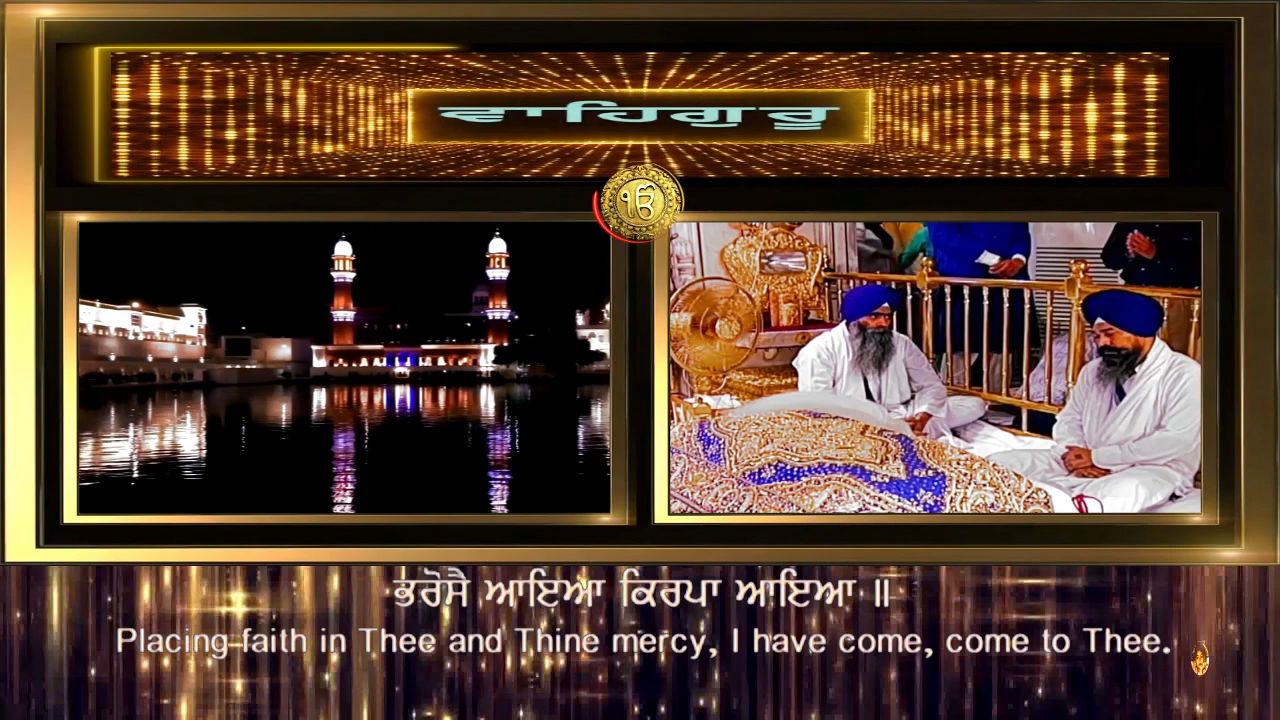 ਵਾਹਿਗੁਰੂ
ੴ
ਭਰੋਸੈ ਆਇਆ ਕਿਰਪਾ ਆਇਆ ॥
Placing faith in Thee and Thine mercy, I have come, come to Thee.